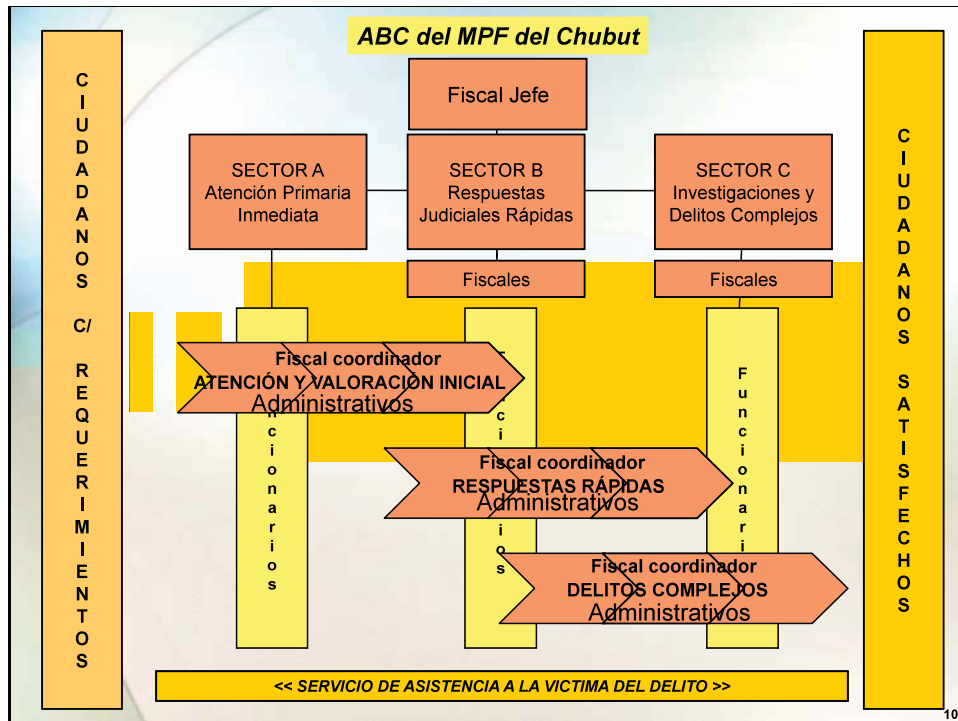 ABC del MPF del Chubut
CIUDADANOS C/ REQUERIMIENTOS
Fiscal Jefe
SECTOR A
Atención Primaria
Inmediata
SECTOR B
Respuestas
Judiciales Rápidas
SECTOR C
Investigaciones y
Delitos Complejos
Fiscales
Fiscales
Fiscal coordinador
ATENCIÓN Y VALORACIÓN INICIAL
Administrativos
Fiscal coordinador
RESPUESTAS RÁPIDAS
Administrativos
Fiscal coordinador
DELITOS COMPLEJOS
Administrativos
<< SERVICIO DE ASISTENCIA A LA VICTIMA DEL DELITO >>
CIUDADANOS SATISFECHOS
10